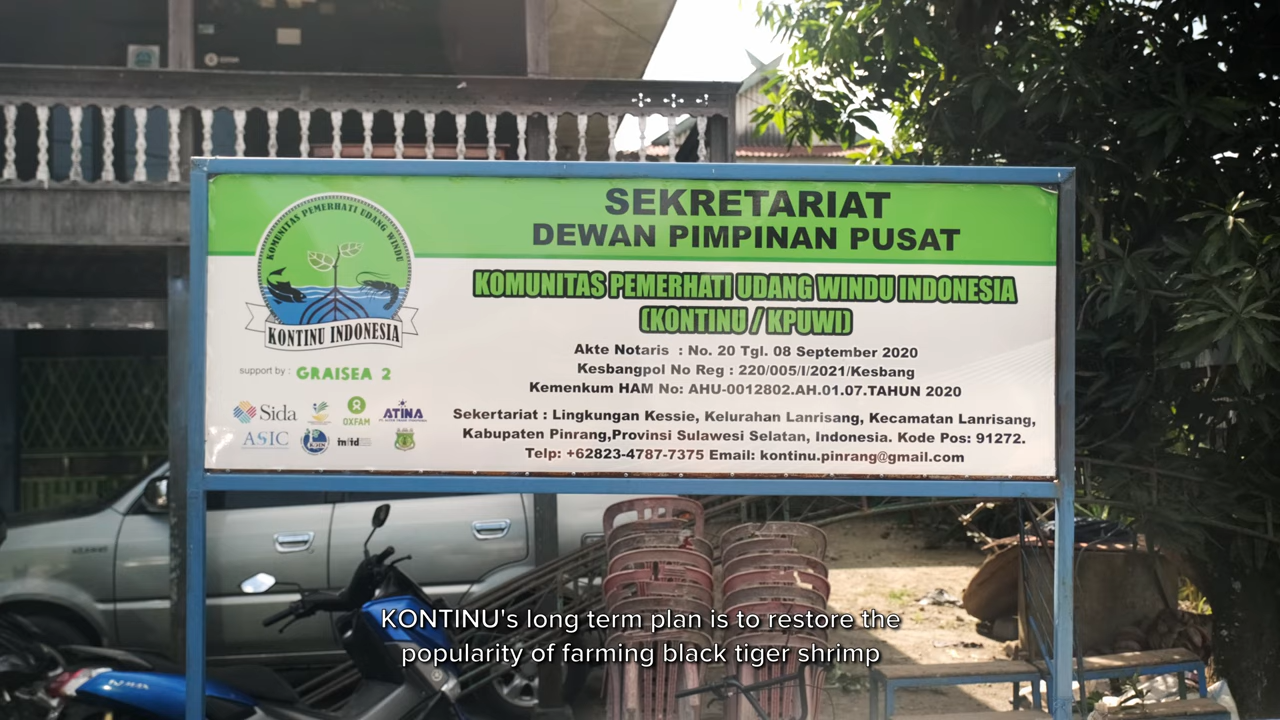 SEKRETARIAT
DEWAN PIMPINAN PUSAT
KOMUNITAS PEMERHATI UDANG WINDU
KONTINU INDONESIA
KOMUNITAS PEMERHATI UDANG WINDU INDONESIA
(KONTINU / KPUWI)
Akte Notaris : No. 20 Tgl. 08 September 2020
Kesbangpol No Reg : 220/005/I/2021/Kesbang
Kemenkum HAM No: AHU-0012802.AH.01.07.TAHUN 2020
support by : GRAISEA 2
Sida
OXFAM
ATINA
ASIC
Sekertariat : Lingkungan Kessie, Kelurahan Lanrisang, Kecamatan Lanrisang,
Kabupaten Pinrang,Provinsi Sulawesi Selatan, Indonesia. Kode Pos: 91272.
Telp: +62823-4787-7375 Email: kontinu.pinrang@gmail.com
KONTINU's long term plan is to restore the
popularity of farming black tiger shrimp